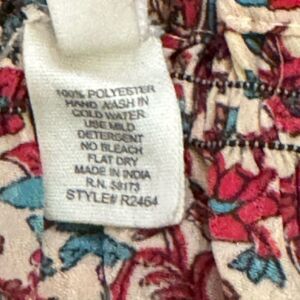 100% POLYESTER
HAND WASH IN
COLD WATER
USE MILD
DETERGENT
NO BLEACH
FLAT DRY
MADE IN INDIA
R.N. 58173
STYLE# R2464